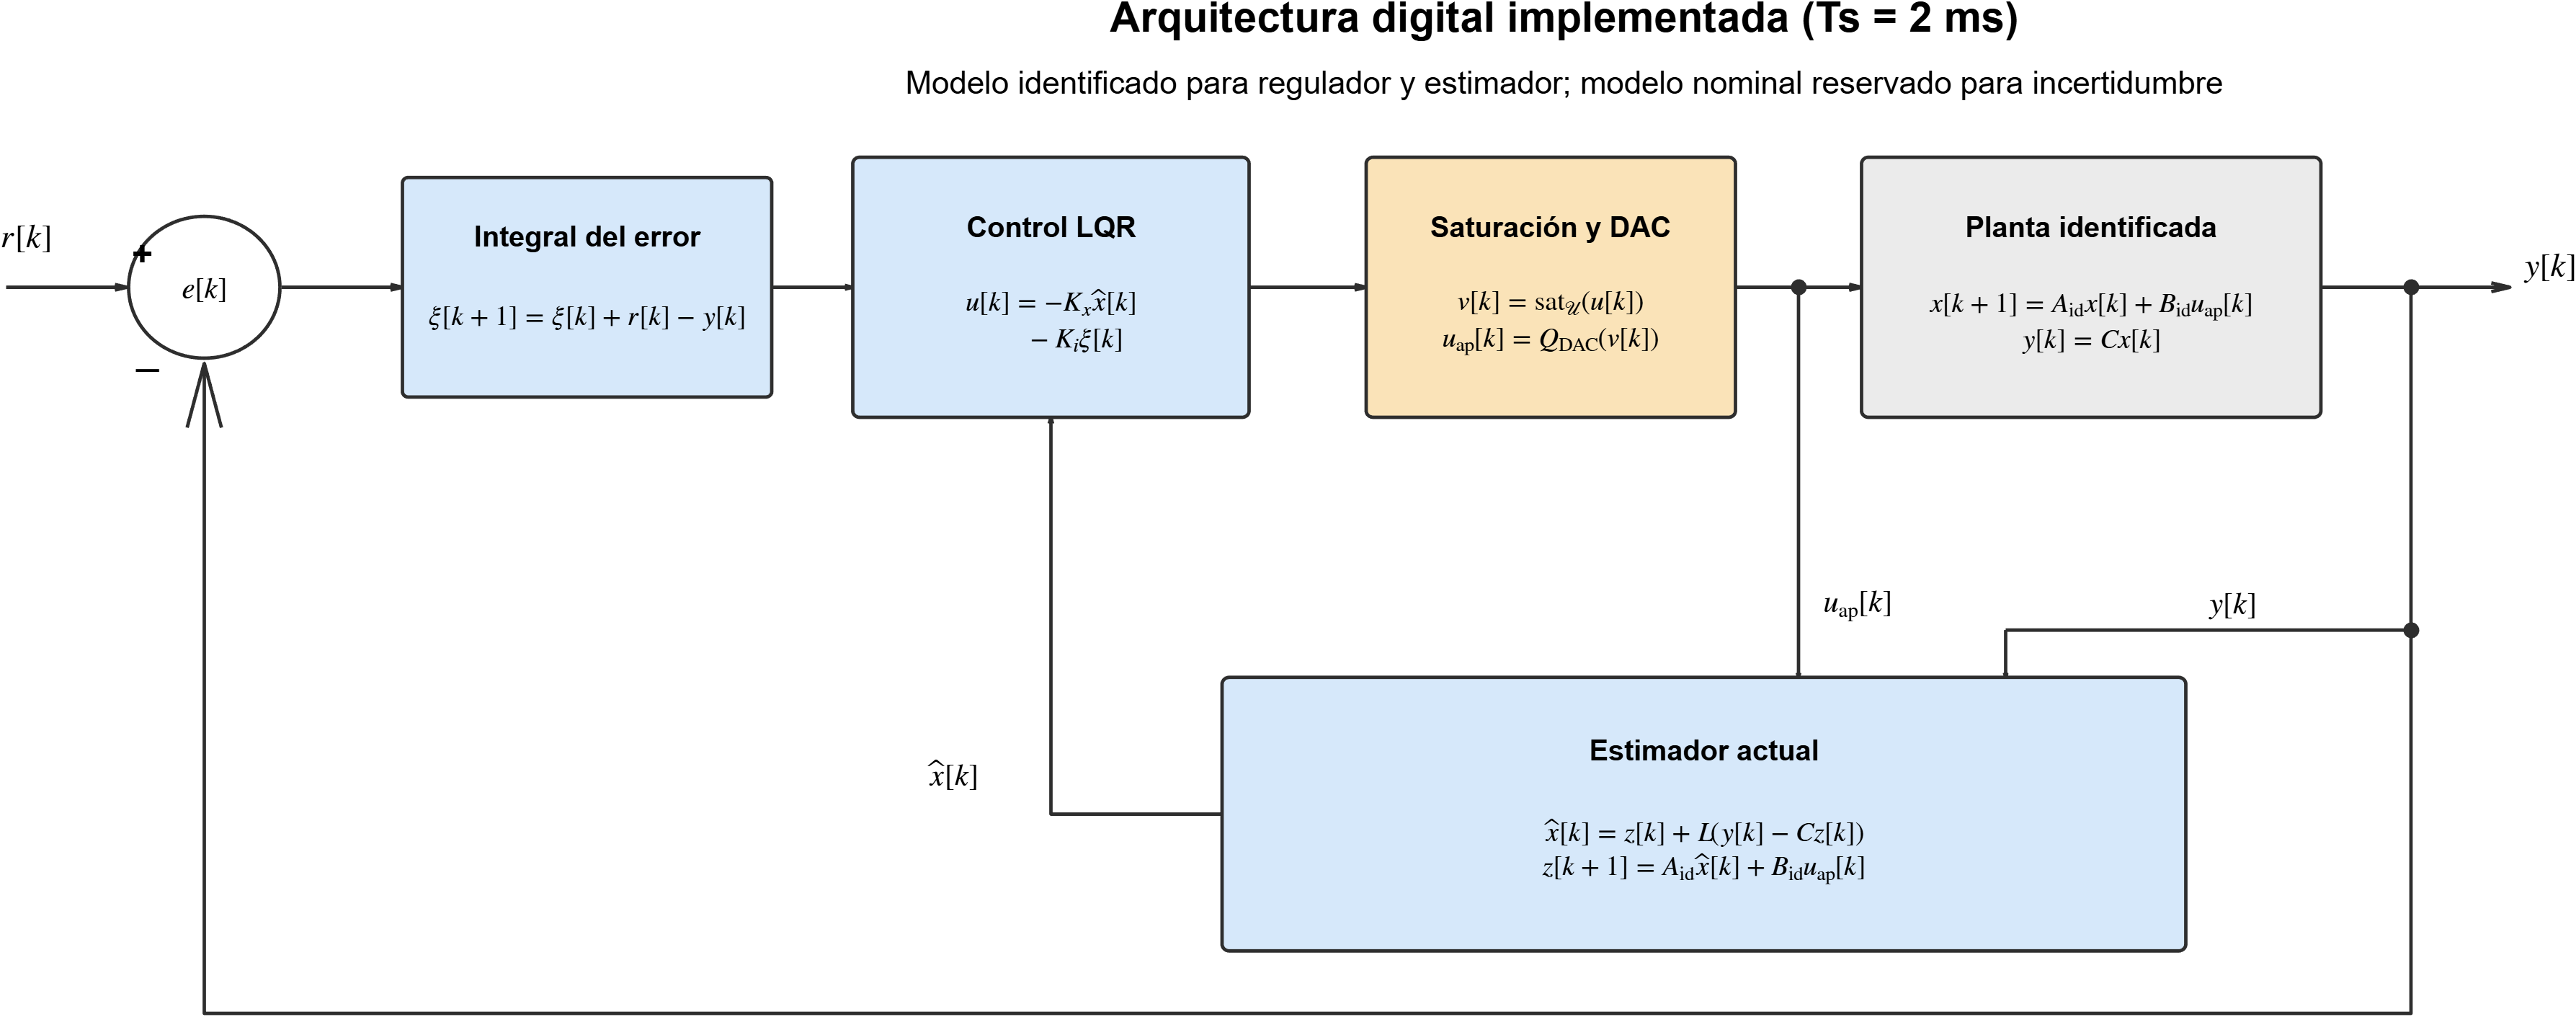 Arquitectura digital implementada (Ts = 2 ms)
Modelo identificado para regulador y estimador; modelo nominal reservado para incertidumbre
r[k]
+
e[k]
−
Integral del error
ξ[k + 1] = ξ[k] + r[k] − y[k]
Control LQR
u[k] = −Kₓx̂[k]
− Kᵢξ[k]
Saturación y DAC
v[k] = sat_𝒰(u[k])
u_ap[k] = Q_DAC(v[k])
Planta identificada
x[k + 1] = A_id x[k] + B_id u_ap[k]
y[k] = Cx[k]
y[k]
u_ap[k]
y[k]
x̂[k]
Estimador actual
x̂[k] = z[k] + L(y[k] − Cz[k])
z[k + 1] = A_id x̂[k] + B_id u_ap[k]